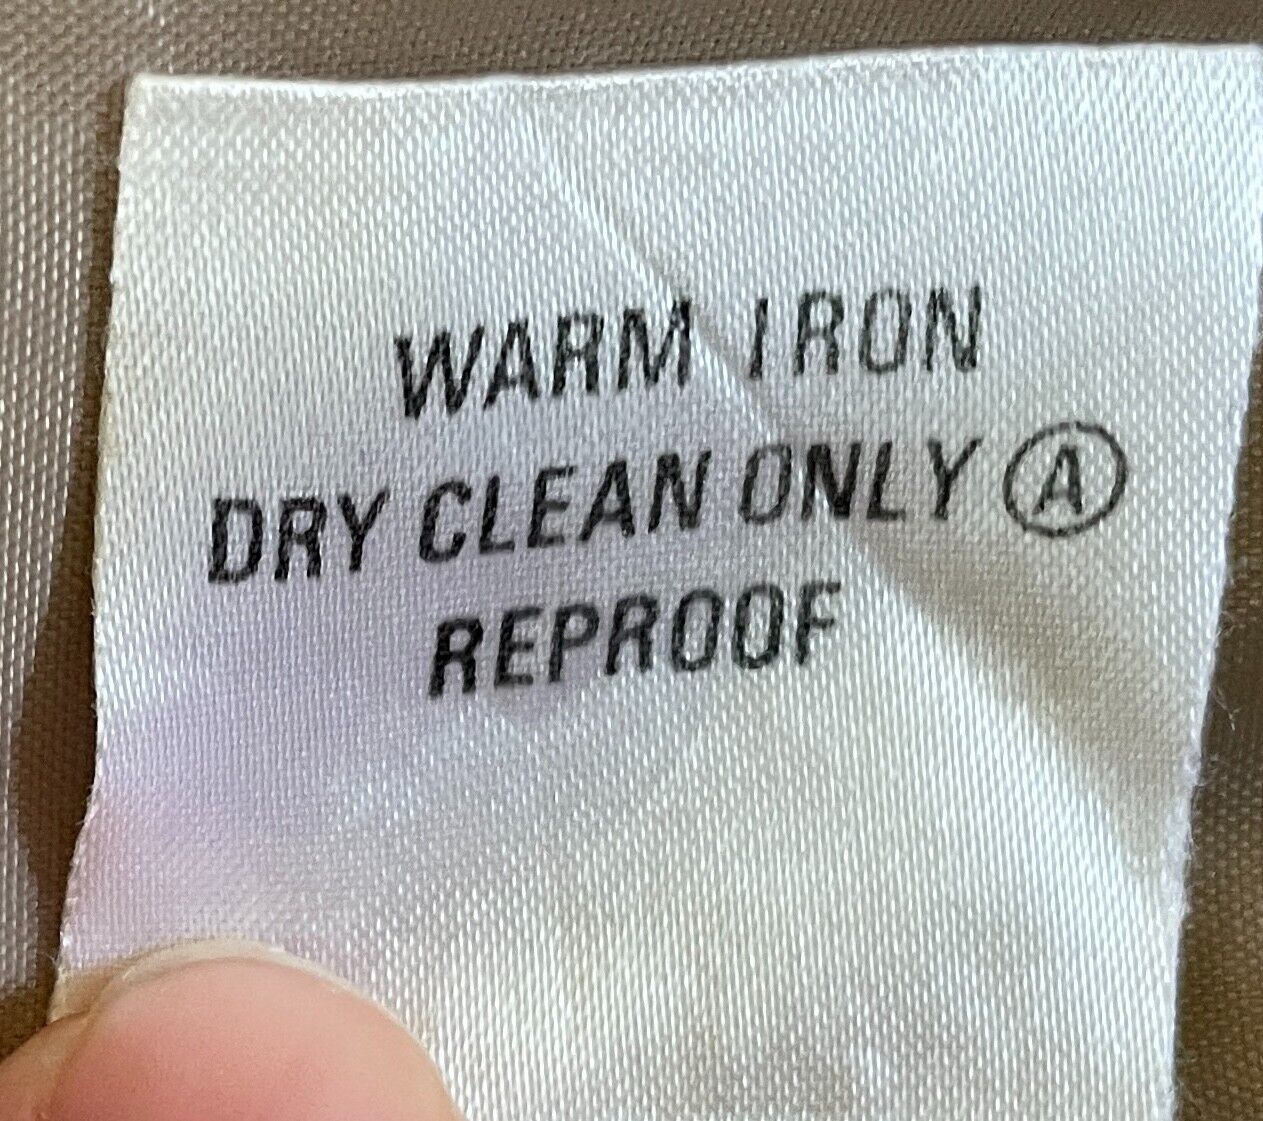 WARM IRON
DRY CLEAN ONLY Ⓐ
REPROOF